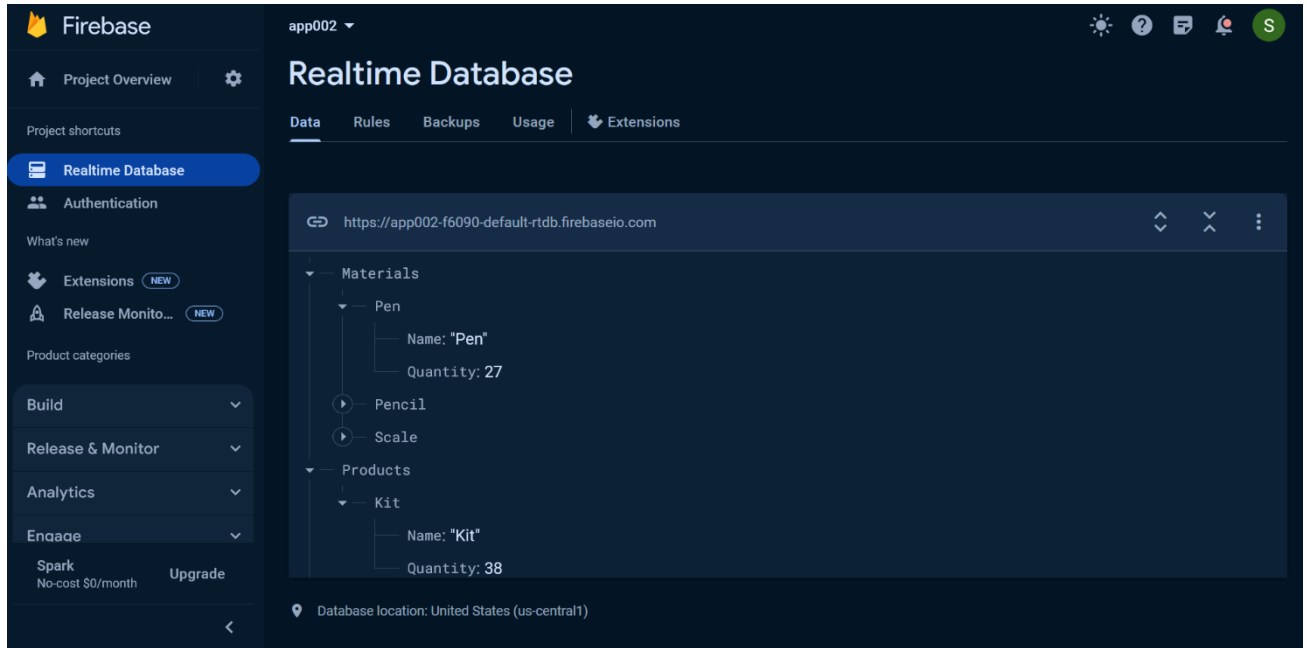 Firebase
Project Overview
Project shortcuts
Realtime Database
Authentication
What's new
Extensions NEW
Release Monito... NEW
Product categories
Build
Release & Monitor
Analytics
Engage
Spark
No-cost $0/month
Upgrade
app002
S
Realtime Database
Data Rules Backups Usage Extensions
https://app002-f6090-default-rtdb.firebaseio.com
Materials
Pen
Name: "Pen"
Quantity: 27
Pencil
Scale
Products
Kit
Name: "Kit"
Quantity: 38
Database location: United States (us-central1)